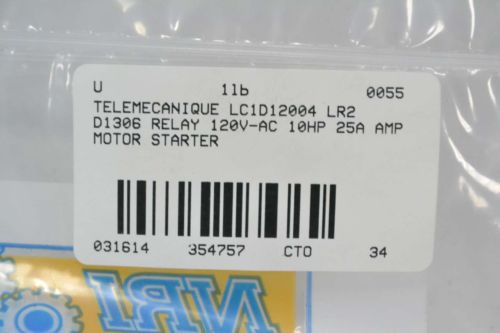 U 1lb 0055
TELEMECANIQUE LC1D12004 LR2
D1306 RELAY 120V-AC 10HP 25A AMP
MOTOR STARTER
031614 354757 CTO 34
NRI